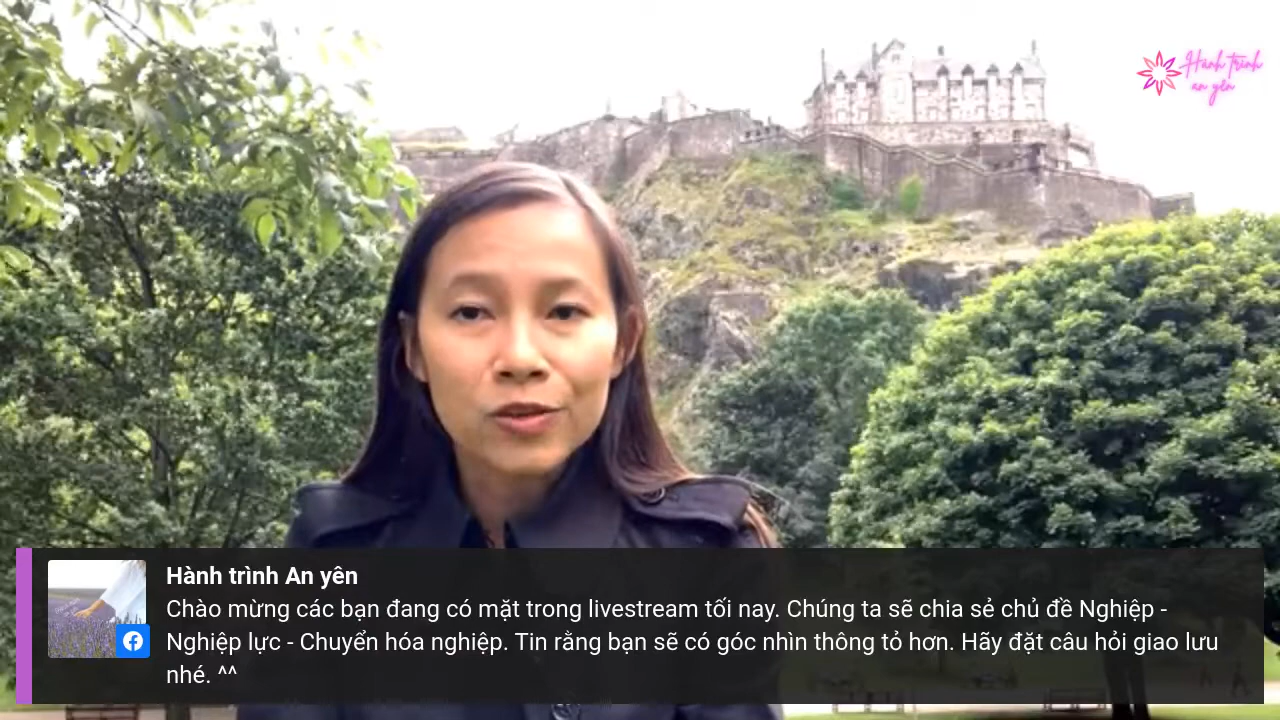 Hành trình
an yên
Hành trình An yên
Chào mừng các bạn đang có mặt trong livestream tối nay. Chúng ta sẽ chia sẻ chủ đề Nghiệp -
Nghiệp lực - Chuyển hóa nghiệp. Tin rằng bạn sẽ có góc nhìn thông tỏ hơn. Hãy đặt câu hỏi giao lưu
nhé. ^^